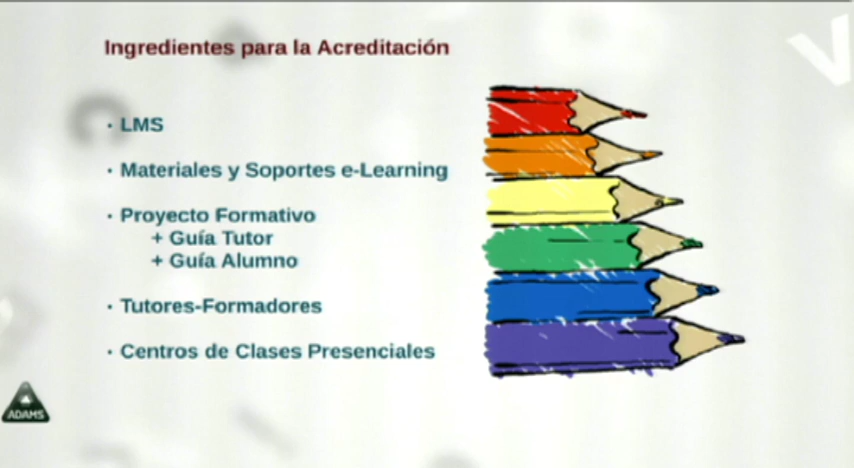 Ingredientes para la Acreditación
· LMS
· Materiales y Soportes e-Learning
· Proyecto Formativo
+ Guía Tutor
+ Guía Alumno
· Tutores-Formadores
· Centros de Clases Presenciales
ADAMS